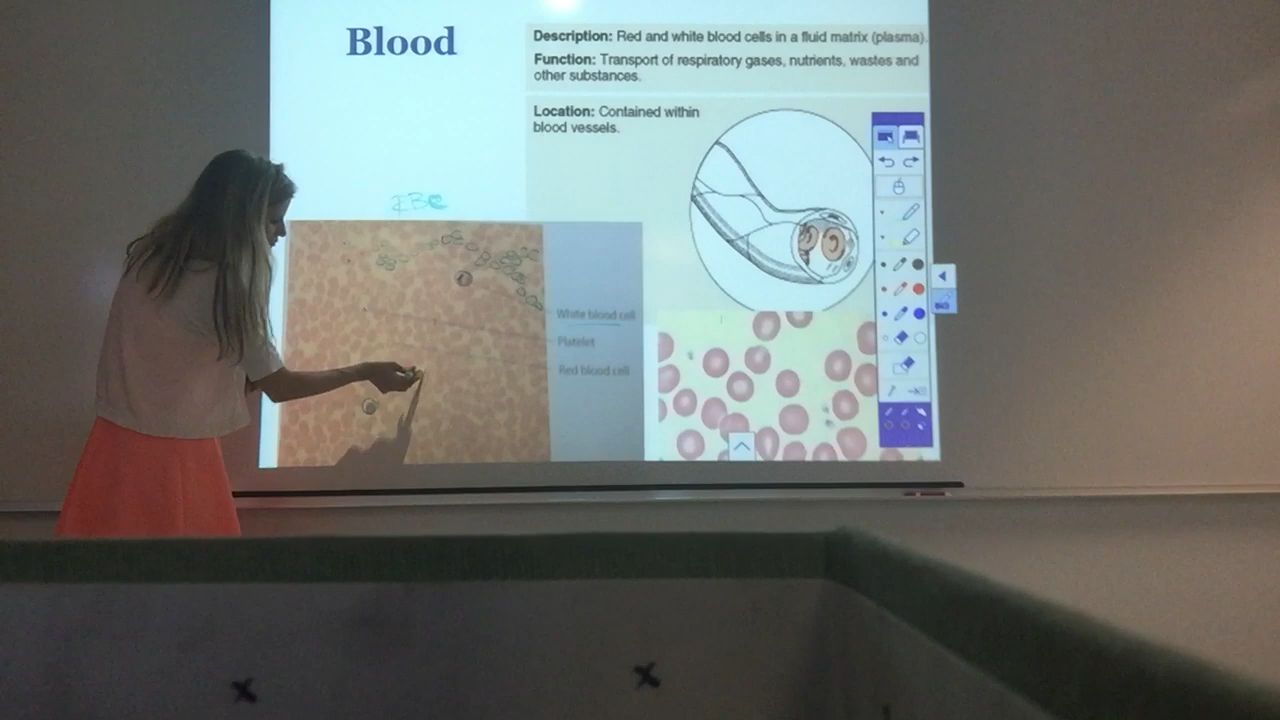 Blood
Description: Red and white blood cells in a fluid matrix (plasma).
Function: Transport of respiratory gases, nutrients, wastes and
other substances.
Location: Contained within
blood vessels.
White blood cell
Platelet
Red blood cell